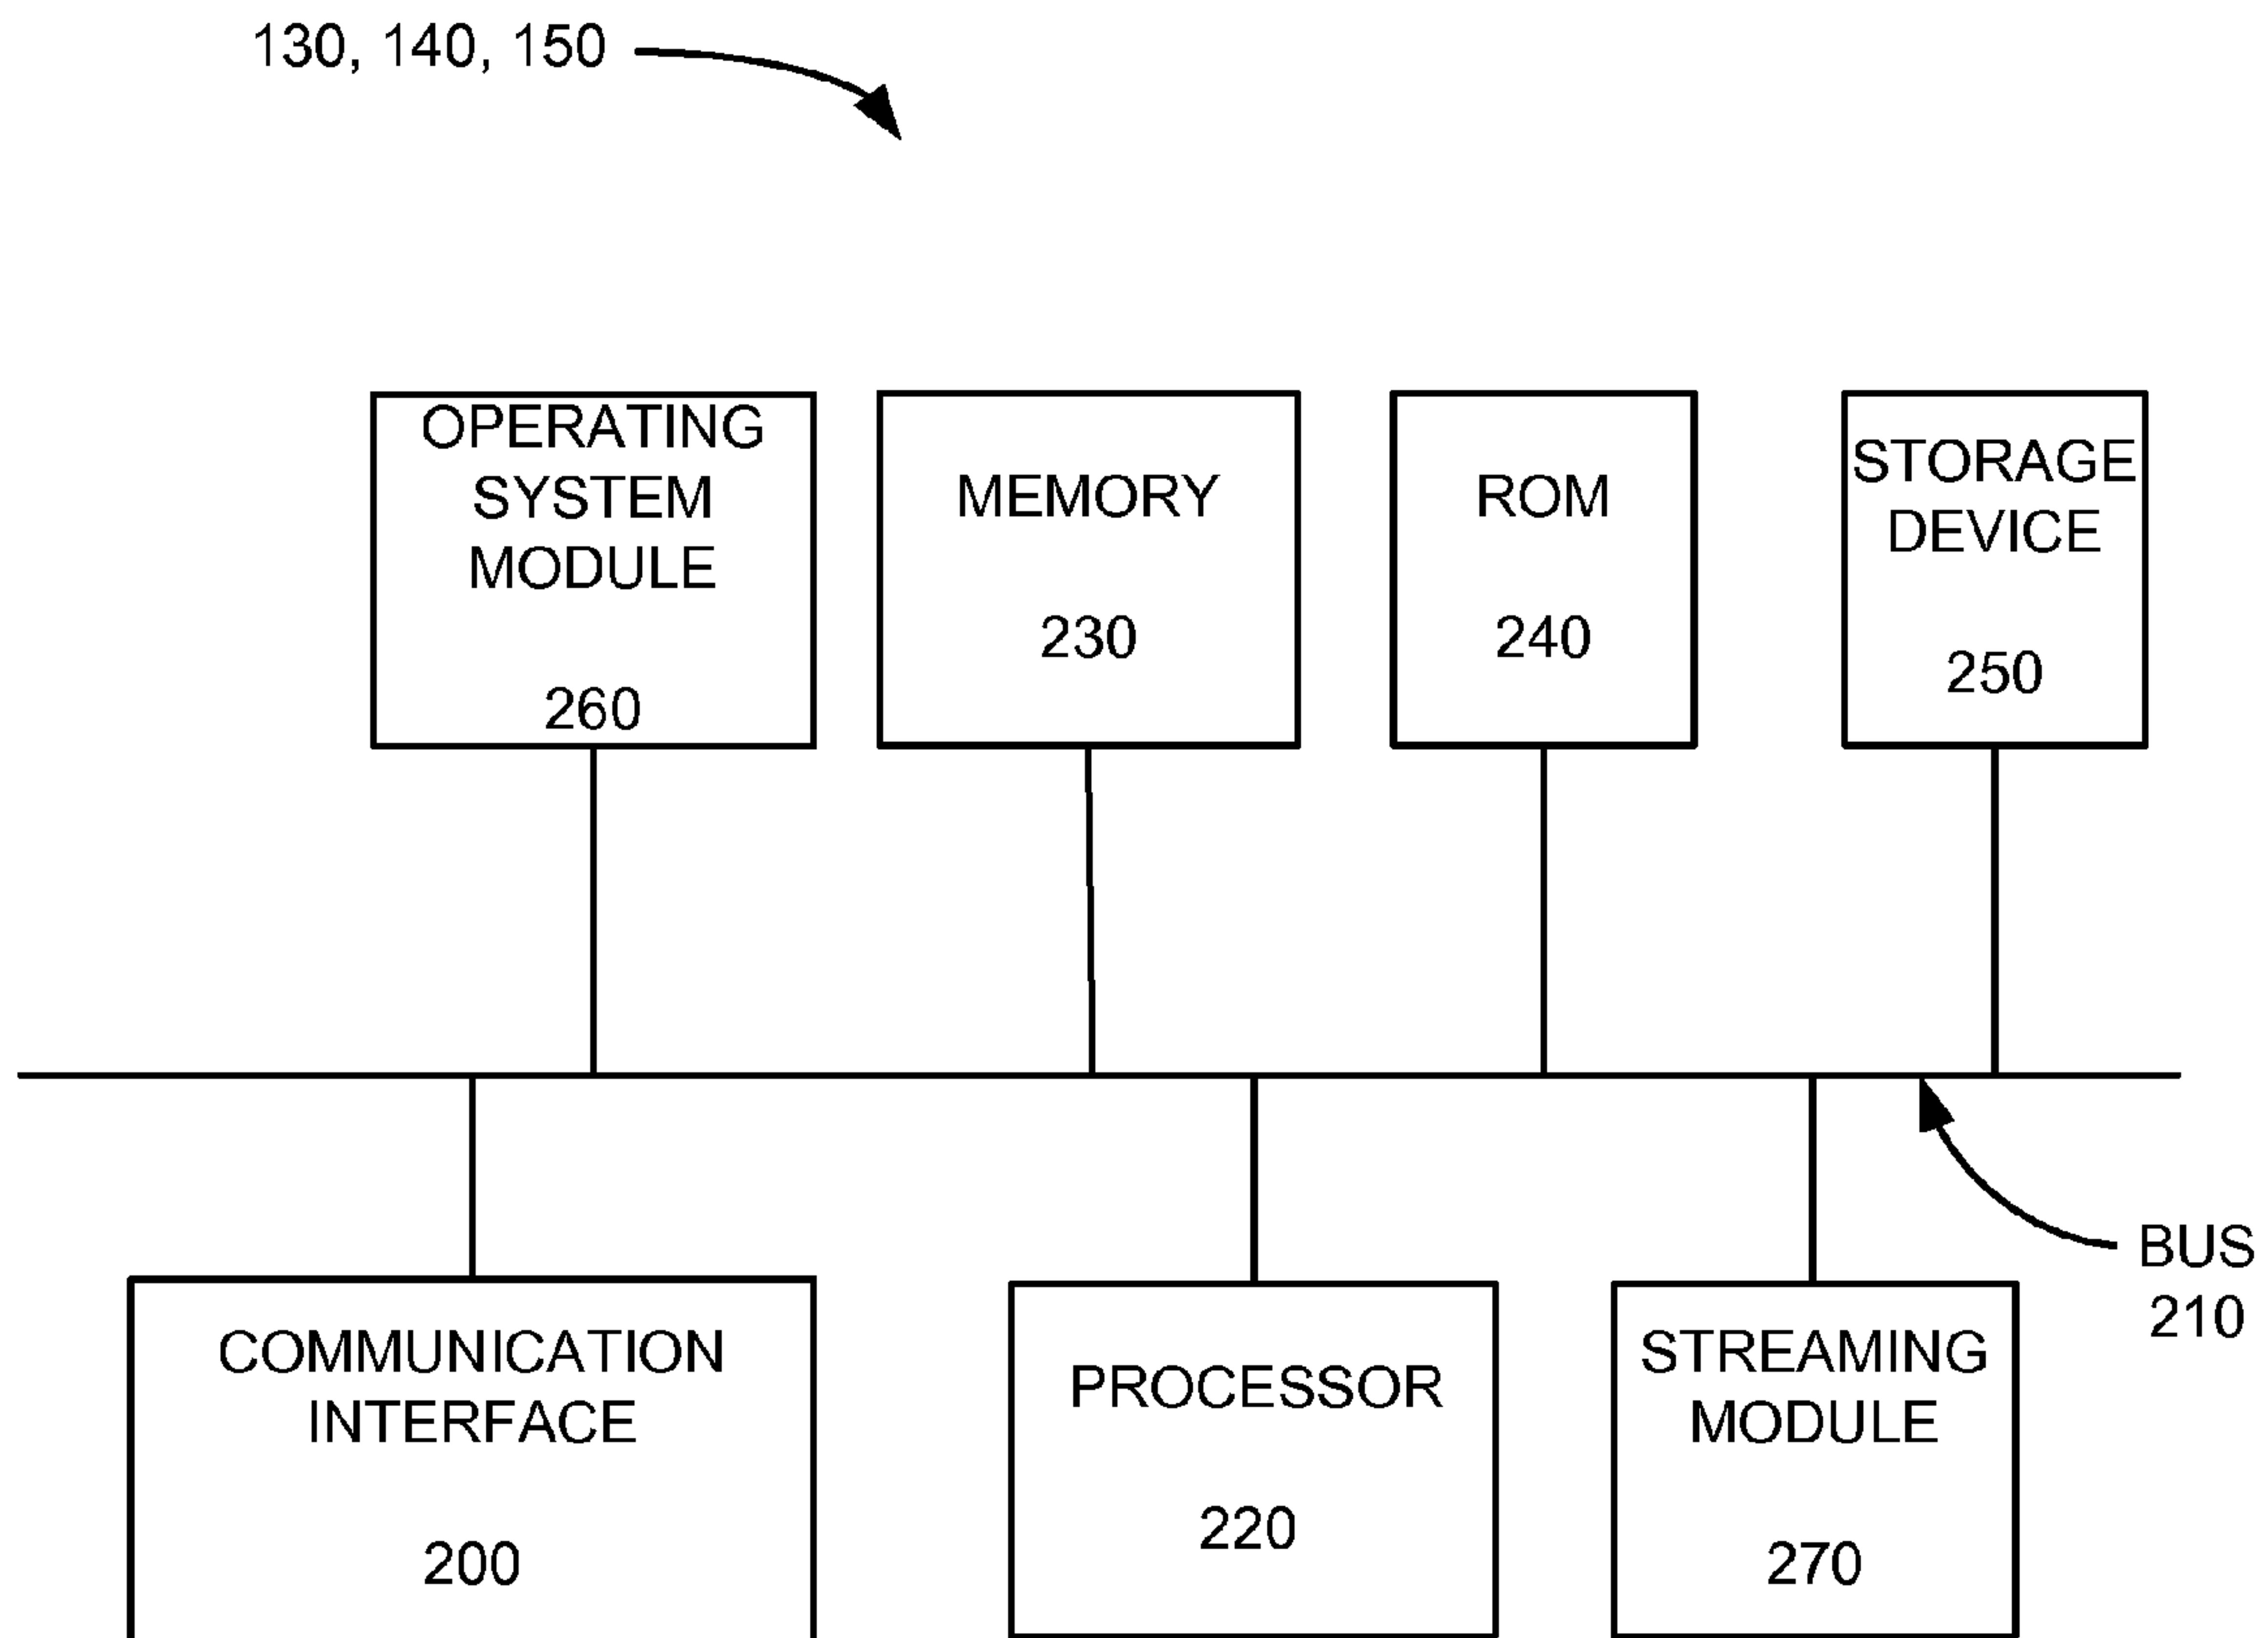 130, 140, 150
OPERATING
SYSTEM
MODULE
260
MEMORY
230
ROM
240
STORAGE
DEVICE
250
BUS
210
COMMUNICATION
INTERFACE
200
PROCESSOR
220
STREAMING
MODULE
270